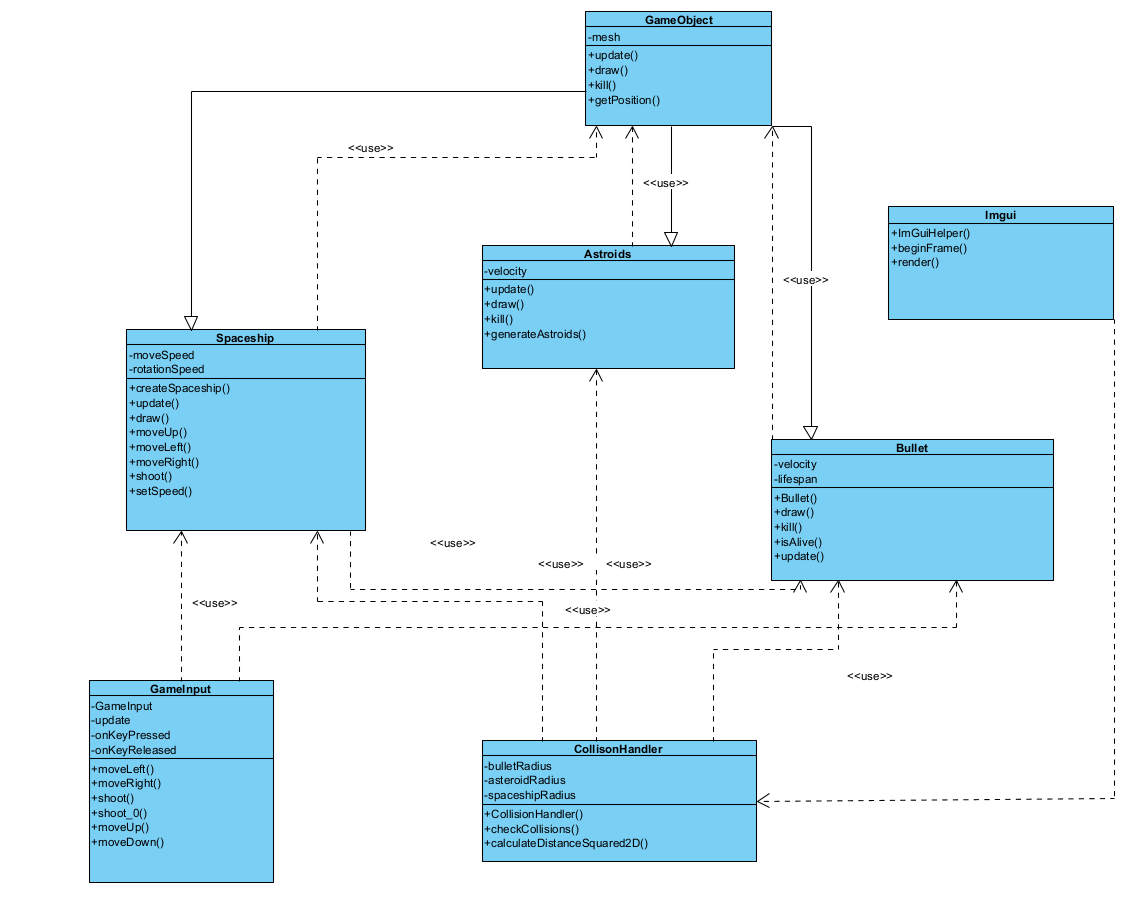 GameObject
-mesh
+update()
+draw()
+kill()
+getPosition()
<<use>>
<<use>>
Imgui
+ImGuiHelper()
+beginFrame()
+render()
Astroids
-velocity
+update()
+draw()
+kill()
+generateAstroids()
<<use>>
Spaceship
-moveSpeed
-rotationSpeed
+createSpaceship()
+update()
+draw()
+moveUp()
+moveLeft()
+moveRight()
+shoot()
+setSpeed()
Bullet
-velocity
-lifespan
+Bullet()
+draw()
+kill()
+isAlive()
+update()
<<use>>
<<use>>
<<use>>
<<use>>
<<use>>
<<use>>
GameInput
-GameInput
-update
-onKeyPressed
-onKeyReleased
+moveLeft()
+moveRight()
+shoot()
+shoot_0()
+moveUp()
+moveDown()
CollisonHandler
-bulletRadius
-asteroidRadius
-spaceshipRadius
+CollisionHandler()
+checkCollisions()
+calculateDistanceSquared2D()